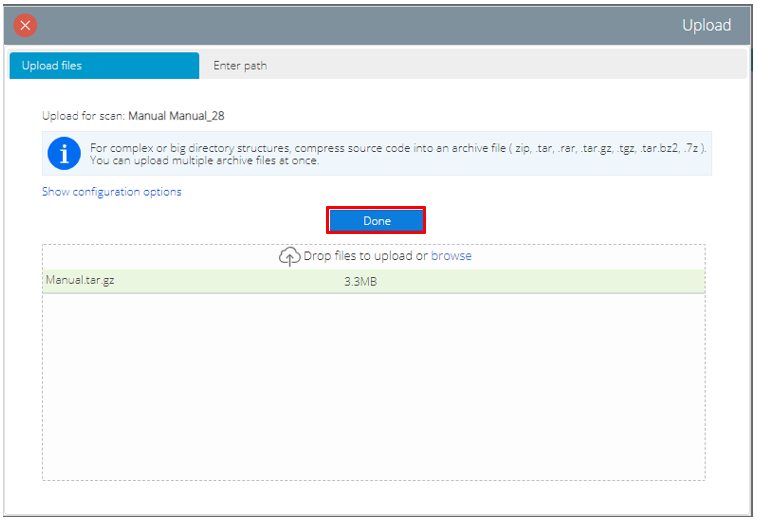 Upload
Upload files
Enter path
Upload for scan: Manual Manual_28
For complex or big directory structures, compress source code into an archive file ( zip, .tar, .rar, .tar.gz, .tgz, .tar.bz2, .7z ).
You can upload multiple archive files at once.
Show configuration options
Done
Drop files to upload or browse
Manual.tar.gz 3.3MB